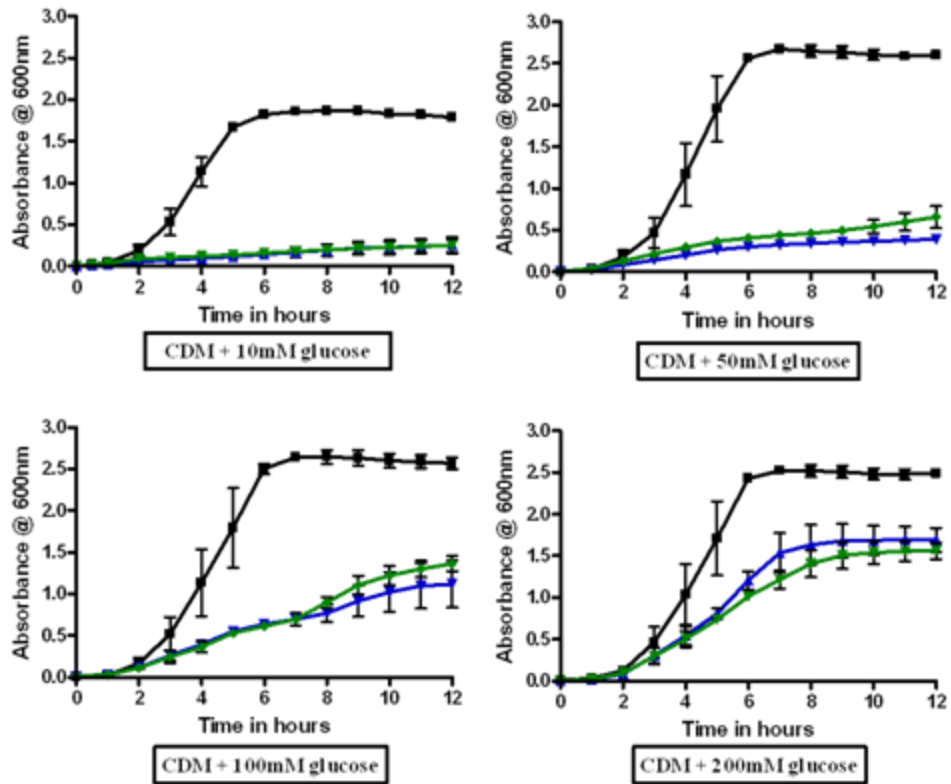 Absorbance @ 600nm
3.0
2.5
2.0
1.5
1.0
0.5
0.0
0 2 4 6 8 10 12
Time in hours
CDM + 10mM glucose
Absorbance @ 600nm
3.0
2.5
2.0
1.5
1.0
0.5
0.0
0 2 4 6 8 10 12
Time in hours
CDM + 50mM glucose
Absorbance @ 600nm
3.0
2.5
2.0
1.5
1.0
0.5
0.0
0 2 4 6 8 10 12
Time in hours
CDM + 100mM glucose
Absorbance @ 600nm
3.0
2.5
2.0
1.5
1.0
0.5
0.0
0 2 4 6 8 10 12
Time in hours
CDM + 200mM glucose